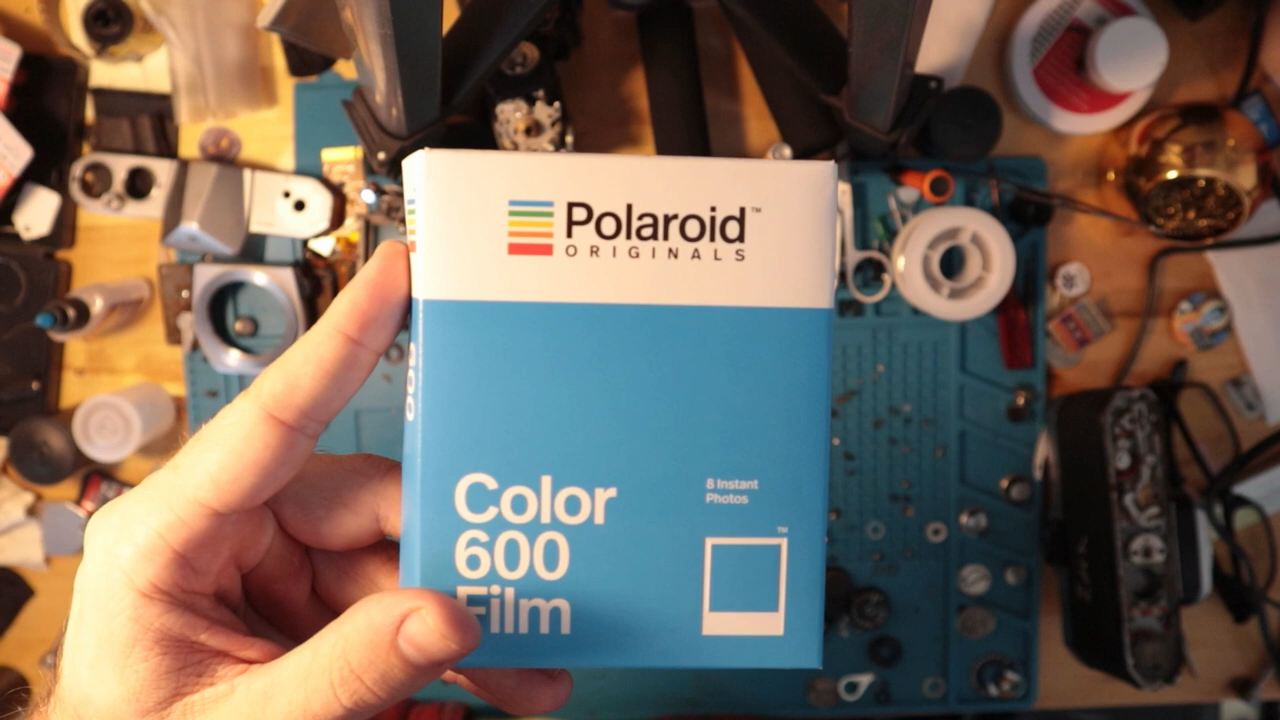 Polaroid™
ORIGINALS
600
Color
600
Film
8 Instant
Photos
™